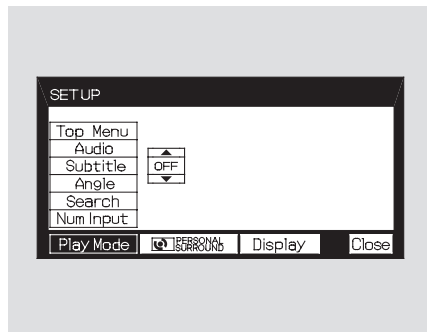 SETUP
Top Menu
Audio
Subtitle
OFF
Angle
Search
Num Input
Play Mode
PERSONAL
SURROUND
Display
Close